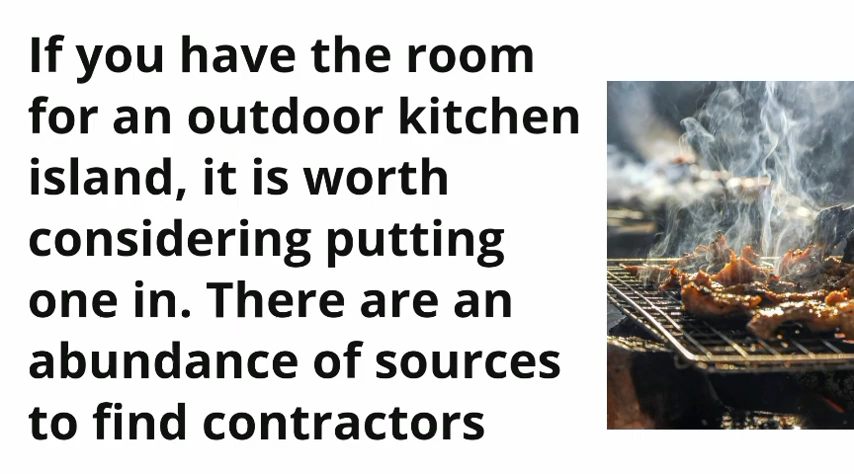 If you have the room
for an outdoor kitchen
island, it is worth
considering putting
one in. There are an
abundance of sources
to find contractors